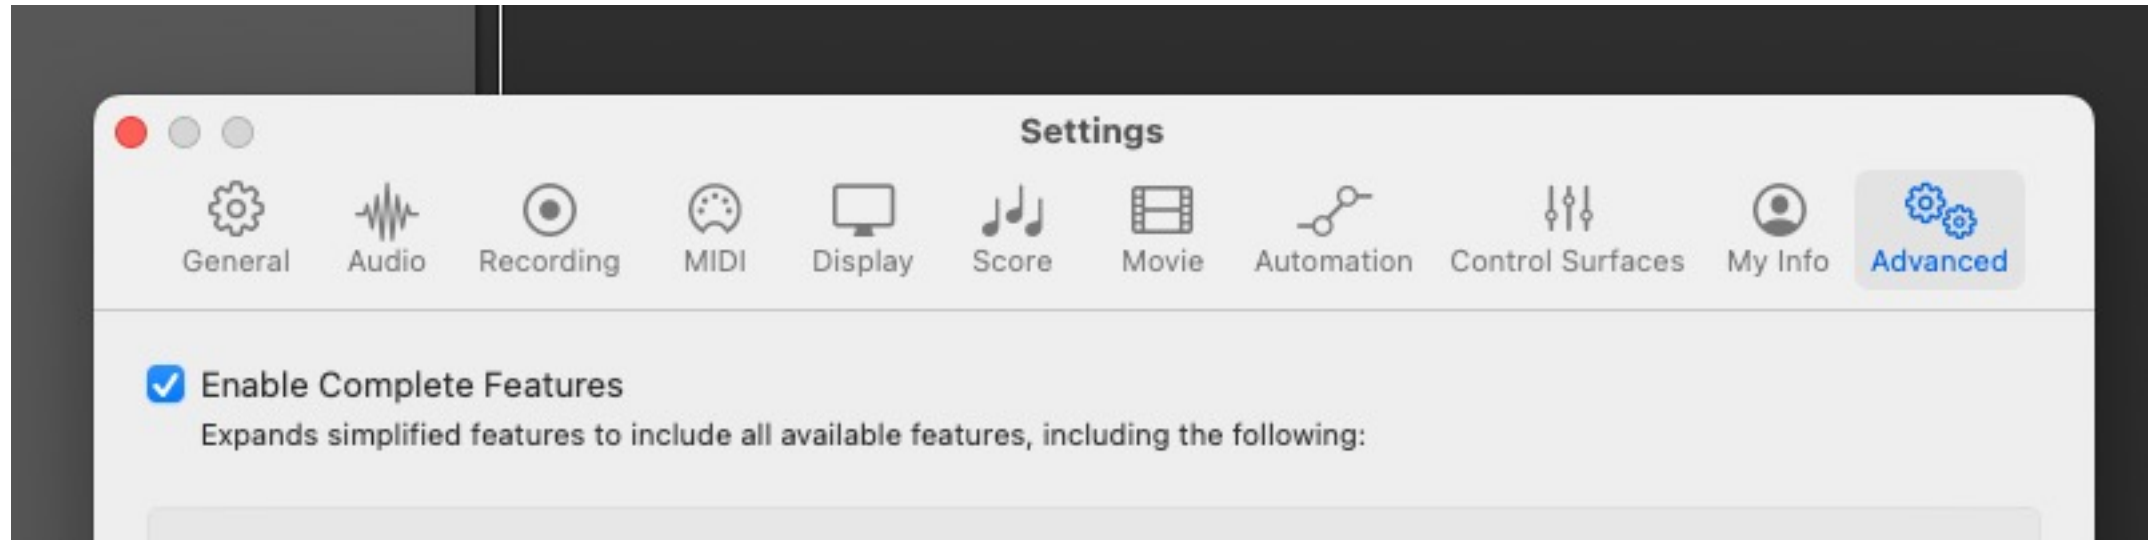 Settings
General Audio Recording MIDI Display Score Movie Automation Control Surfaces My Info Advanced
Enable Complete Features
Expands simplified features to include all available features, including the following: